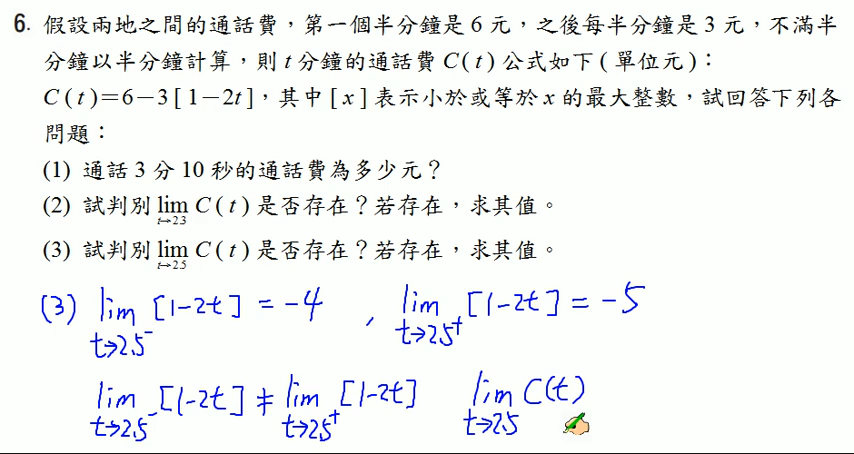 6. 假設兩地之間的通話費,第一個半分鐘是 6 元,之後每半分鐘是 3 元,不滿半
分鐘以半分鐘計算,則 t 分鐘的通話費 C(t) 公式如下(單位元):
C(t)=6-3[1-2t],其中[x]表示小於或等於 x 的最大整數,試回答下列各
問題:
(1) 通話 3 分 10 秒的通話費為多少元?
(2) 試判別 lim_{t→2.3} C(t) 是否存在?若存在,求其值。
(3) 試判別 lim_{t→2.5} C(t) 是否存在?若存在,求其值。
(3) lim_{t→2.5⁻} [1-2t] = -4 , lim_{t→2.5⁺} [1-2t] = -5
lim_{t→2.5⁻} [1-2t] ≠ lim_{t→2.5⁺} [1-2t] lim_{t→2.5} C(t)